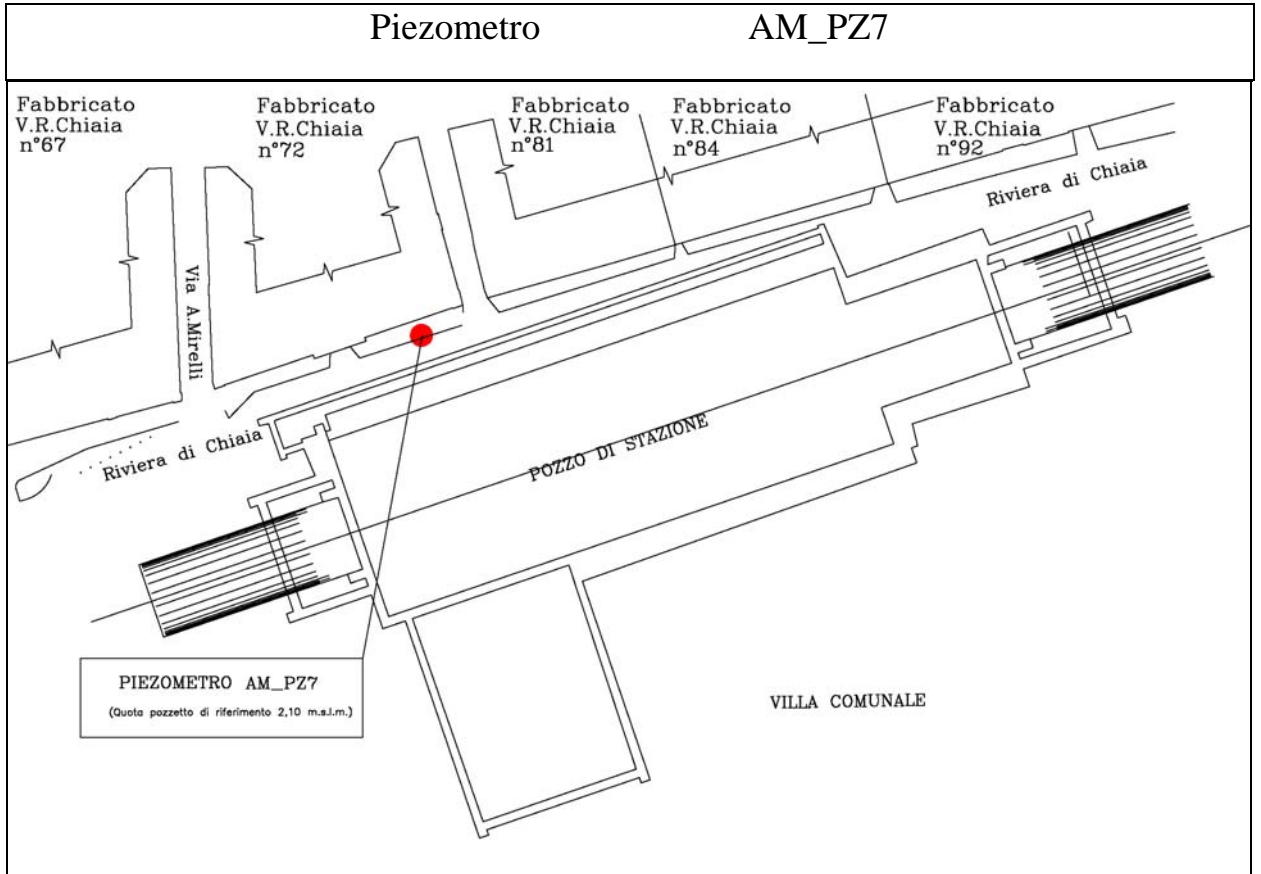 Piezometro AM_PZ7
Fabbricato
V.R.Chiaia
n°67
Fabbricato
V.R.Chiaia
n°72
Fabbricato
V.R.Chiaia
n°81
Fabbricato
V.R.Chiaia
n°84
Fabbricato
V.R.Chiaia
n°92
Riviera di Chiaia
Via A.Mirelli
Riviera di Chiaia
POZZO DI STAZIONE
PIEZOMETRO AM_PZ7
(Quota pozzetto di riferimento 2,10 m.s.l.m.)
VILLA COMUNALE